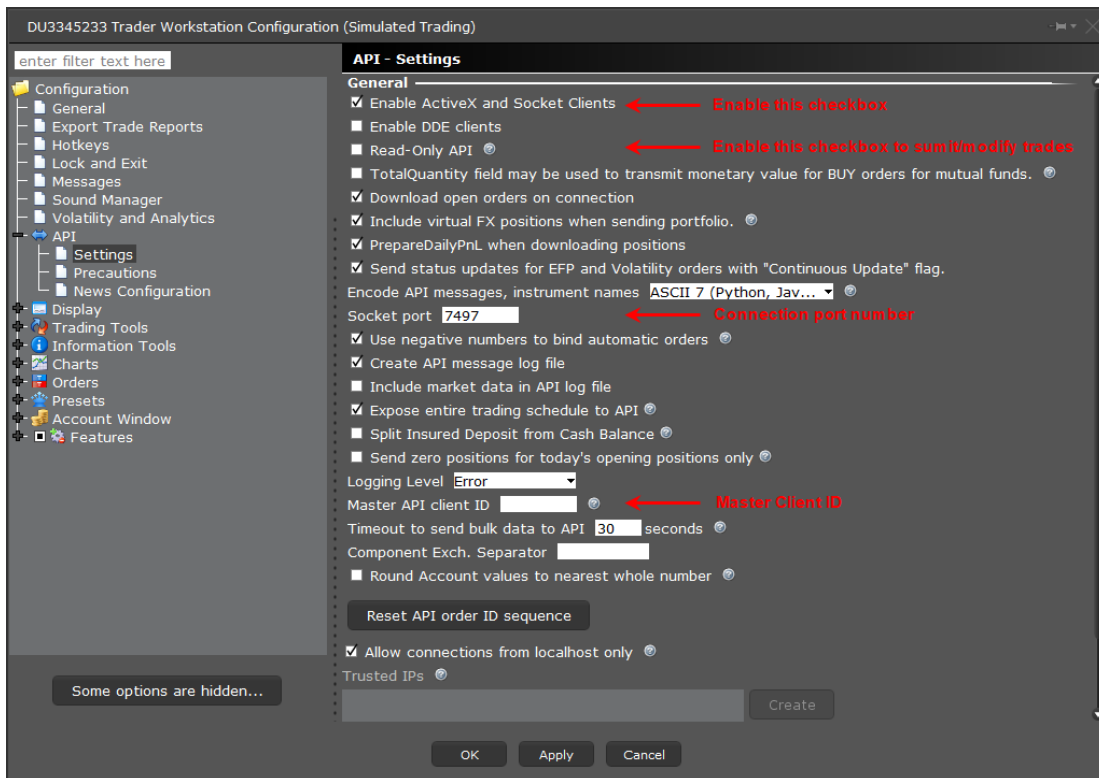 DU3345233 Trader Workstation Configuration (Simulated Trading)
enter filter text here
Configuration
General
Export Trade Reports
Hotkeys
Lock and Exit
Messages
Sound Manager
Volatility and Analytics
API
Settings
Precautions
News Configuration
Display
Trading Tools
Information Tools
Charts
Orders
Presets
Account Window
Features
Some options are hidden...
API - Settings
General
Enable ActiveX and Socket Clients Enable this checkbox
Enable DDE clients
Read-Only API Enable this checkbox to sumit/modify trades
TotalQuantity field may be used to transmit monetary value for BUY orders for mutual funds.
Download open orders on connection
Include virtual FX positions when sending portfolio.
PrepareDailyPnL when downloading positions
Send status updates for EFP and Volatility orders with "Continuous Update" flag.
Encode API messages, instrument names ASCII 7 (Python, Jav...
Socket port 7497 Connection port number
Use negative numbers to bind automatic orders
Create API message log file
Include market data in API log file
Expose entire trading schedule to API
Split Insured Deposit from Cash Balance
Send zero positions for today's opening positions only
Logging Level Error
Master API client ID Master Client ID
Timeout to send bulk data to API 30 seconds
Component Exch. Separator
Round Account values to nearest whole number
Reset API order ID sequence
Allow connections from localhost only
Trusted IPs
Create
OK Apply Cancel